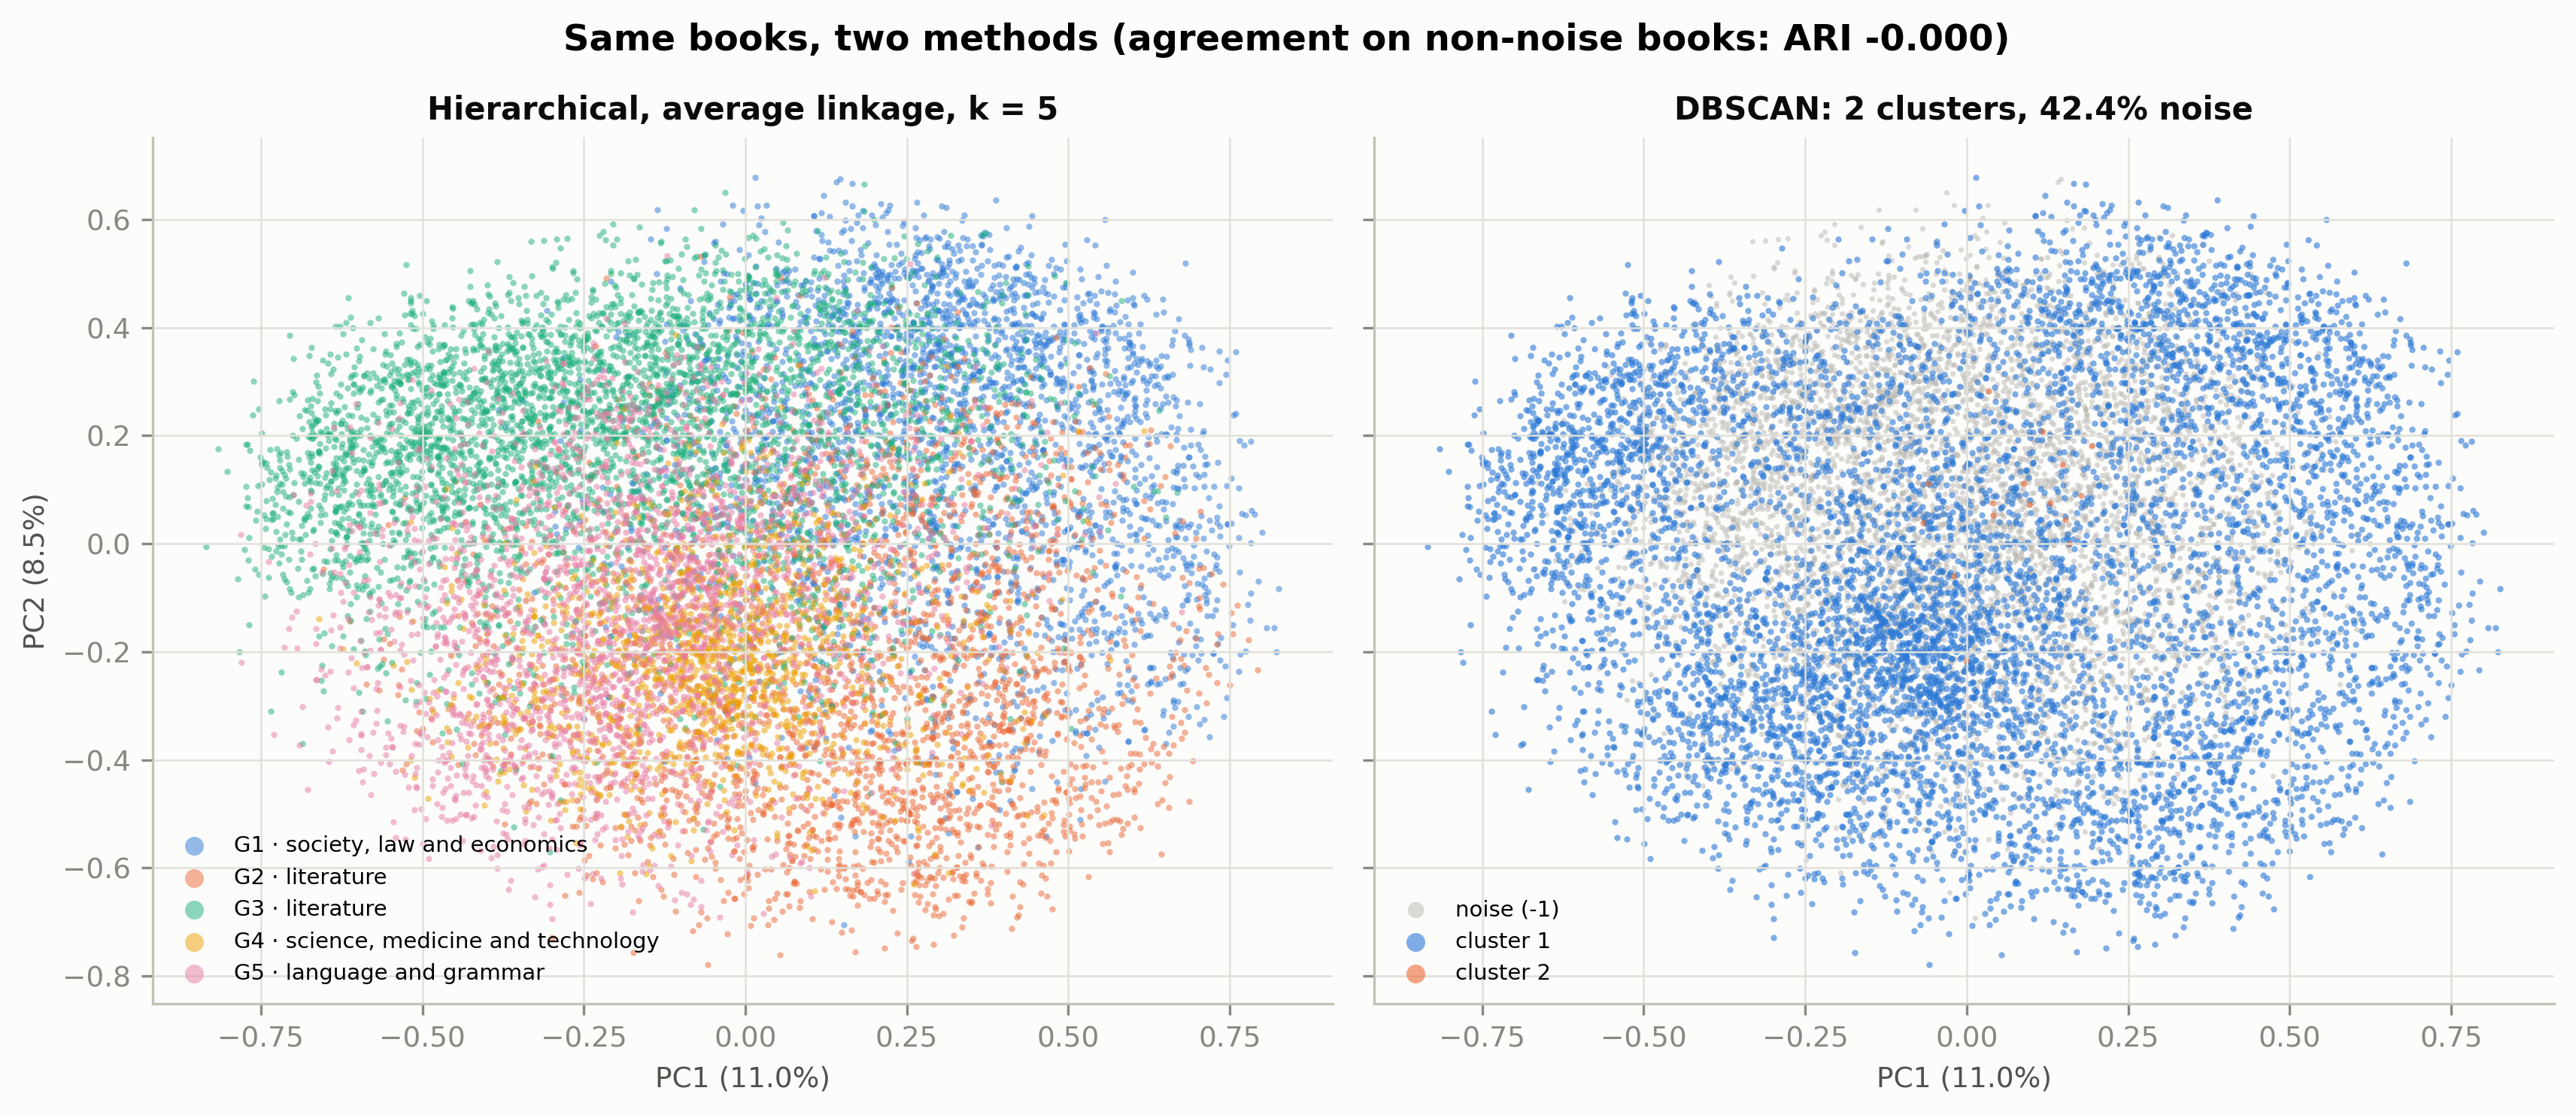 Same books, two methods (agreement on non-noise books: ARI -0.000)
Hierarchical, average linkage, k = 5
PC2 (8.5%)
0.6
0.4
0.2
0.0
−0.2
−0.4
−0.6
−0.8
G1 · society, law and economics
G2 · literature
G3 · literature
G4 · science, medicine and technology
G5 · language and grammar
−0.75 −0.50 −0.25 0.00 0.25 0.50 0.75
PC1 (11.0%)
DBSCAN: 2 clusters, 42.4% noise
noise (-1)
cluster 1
cluster 2
−0.75 −0.50 −0.25 0.00 0.25 0.50 0.75
PC1 (11.0%)